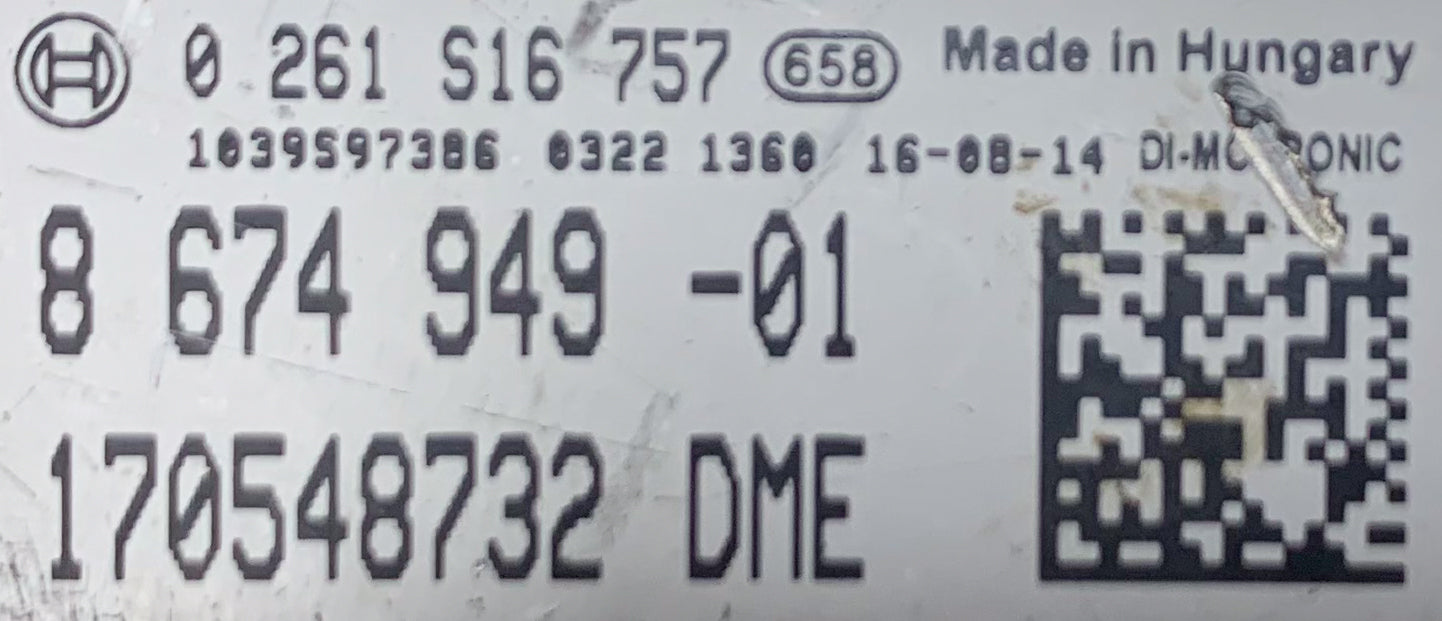 0 261 S16 757 658 Made in Hungary
1039S97386 0322 1360 16-08-14
8 674 949 -01
170548732 DME